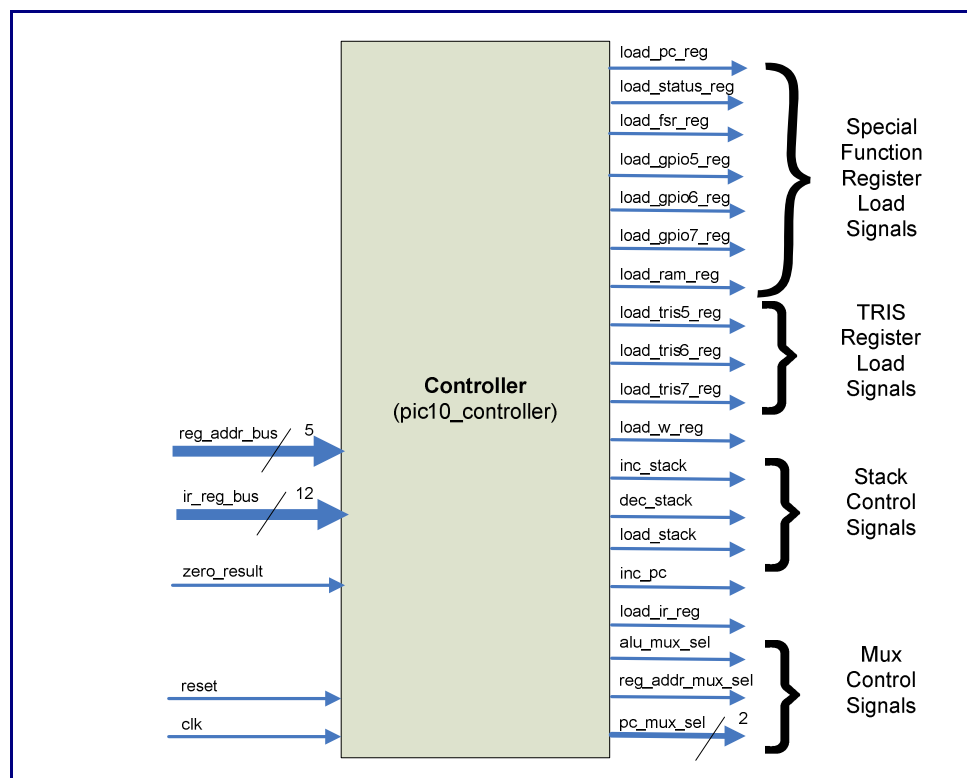 Controller
(pic10_controller)
reg_addr_bus
5
ir_reg_bus
12
zero_result
reset
clk
load_pc_reg
load_status_reg
load_fsr_reg
load_gpio5_reg
load_gpio6_reg
load_gpio7_reg
load_ram_reg
load_tris5_reg
load_tris6_reg
load_tris7_reg
load_w_reg
inc_stack
dec_stack
load_stack
inc_pc
load_ir_reg
alu_mux_sel
reg_addr_mux_sel
pc_mux_sel
2
Special
Function
Register
Load
Signals
TRIS
Register
Load
Signals
Stack
Control
Signals
Mux
Control
Signals